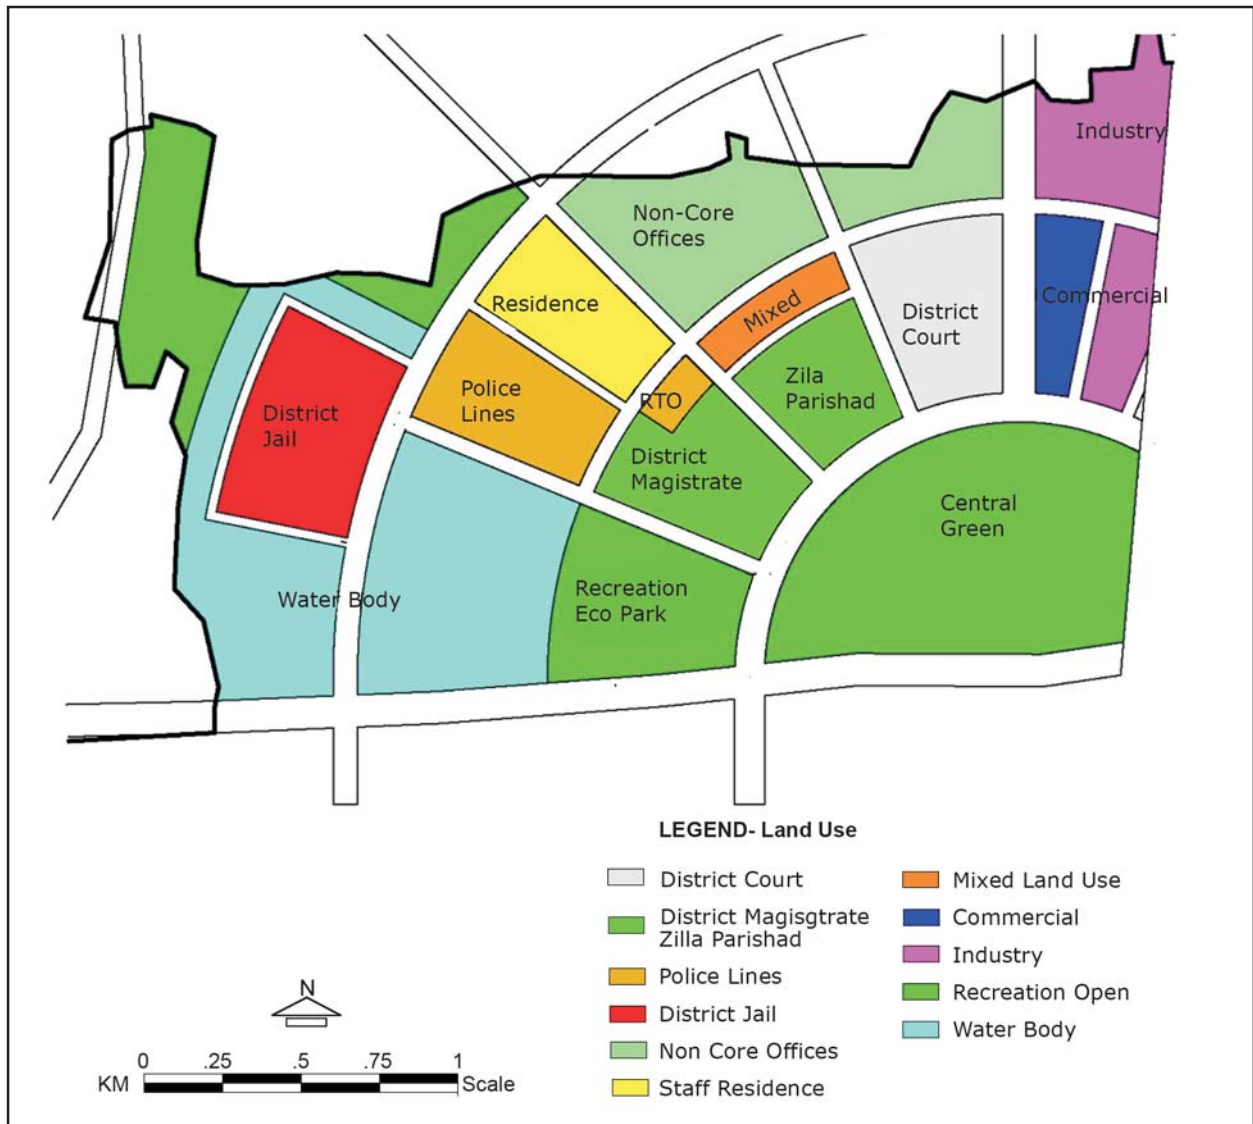 Industry
Non-Core
Offices
Residence
Mixed
District
Court
Commercial
Police
Lines
RTO
Zila
Parishad
District
Jail
District
Magistrate
Central
Green
Water Body
Recreation
Eco Park
LEGEND- Land Use
District Court
District Magisgtrate
Zilla Parishad
Police Lines
District Jail
Non Core Offices
Staff Residence
Mixed Land Use
Commercial
Industry
Recreation Open
Water Body
N
0 .25 .5 .75 1
KM Scale